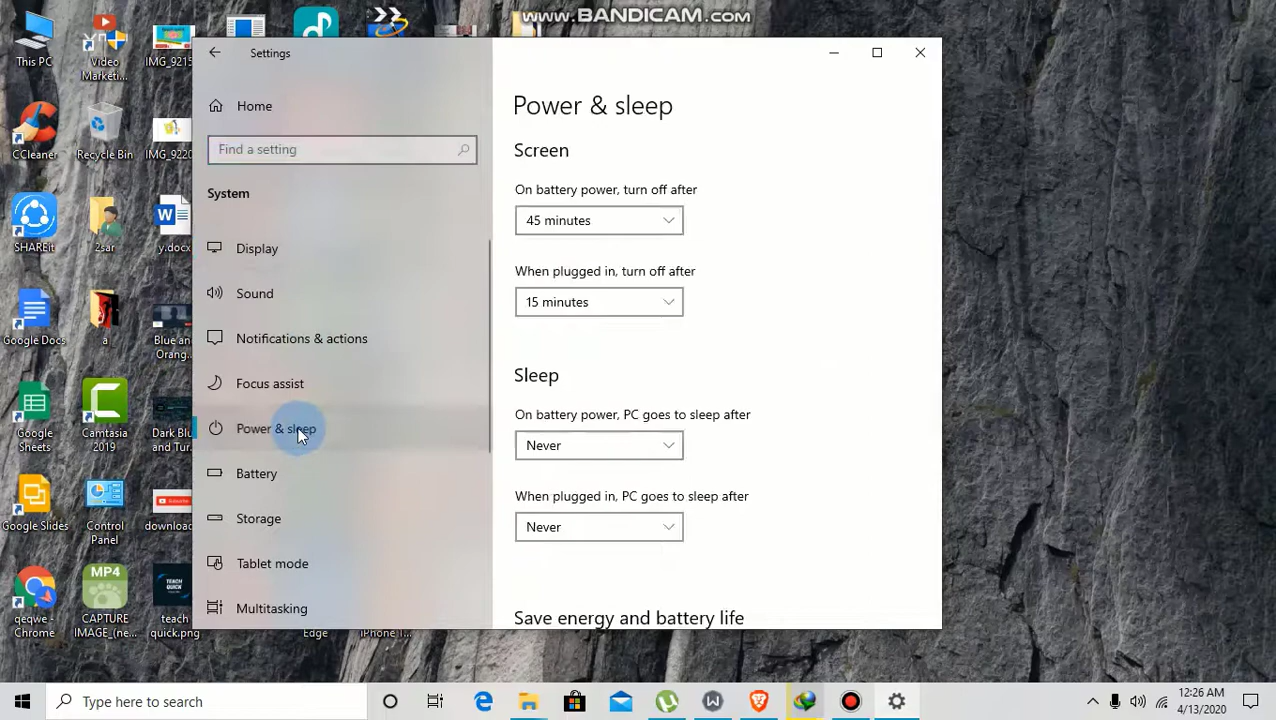 www.BANDICAM.com
This PC
Video Marketi...
IMG_9215
Settings
Home
Find a setting
System
Display
Sound
Notifications & actions
Focus assist
Power & sleep
Battery
Storage
Tablet mode
Multitasking
Power & sleep
Screen
On battery power, turn off after
45 minutes
When plugged in, turn off after
15 minutes
Sleep
On battery power, PC goes to sleep after
Never
When plugged in, PC goes to sleep after
Never
Save energy and battery life
CCleaner
Recycle Bin
IMG_9220
SHAREit
2sar
y.docx
Google Docs
a
Blue and Orang...
Google Sheets
Camtasia 2019
Dark Blu and Tur...
Google Slides
Control Panel
download
qeqwe - Chrome
MP4
CAPTURE IMAGE_(ne...
TEACH QUICK
teach quick.png
Edge
iPhone 1...
Type here to search
12:26 AM
4/13/2020